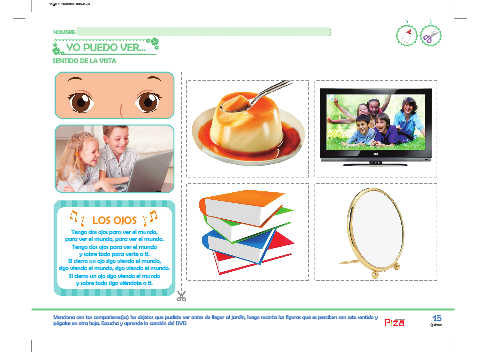 NOMBRE
YO PUEDO VER...
SENTIDO DE LA VISTA
LOS OJOS
Tengo dos ojos para ver el mundo,
para ver el mundo, para ver el mundo.
Tengo dos ojos para ver el mundo
y sobre todo para verte a ti.
Si cierro un ojo sigo viendo el mundo,
sigo viendo el mundo, sigo viendo el mundo.
Si cierro un ojo sigo viendo el mundo
y sobre todo sigo viéndote a ti.
Menciona con tus compañeros(as) los objetos que pudiste ver antes de llegar al jardín, luego recorta las figuras que se perciben con este sentido y
pégalas en otra hoja. Escucha y aprende la canción del DVD
15